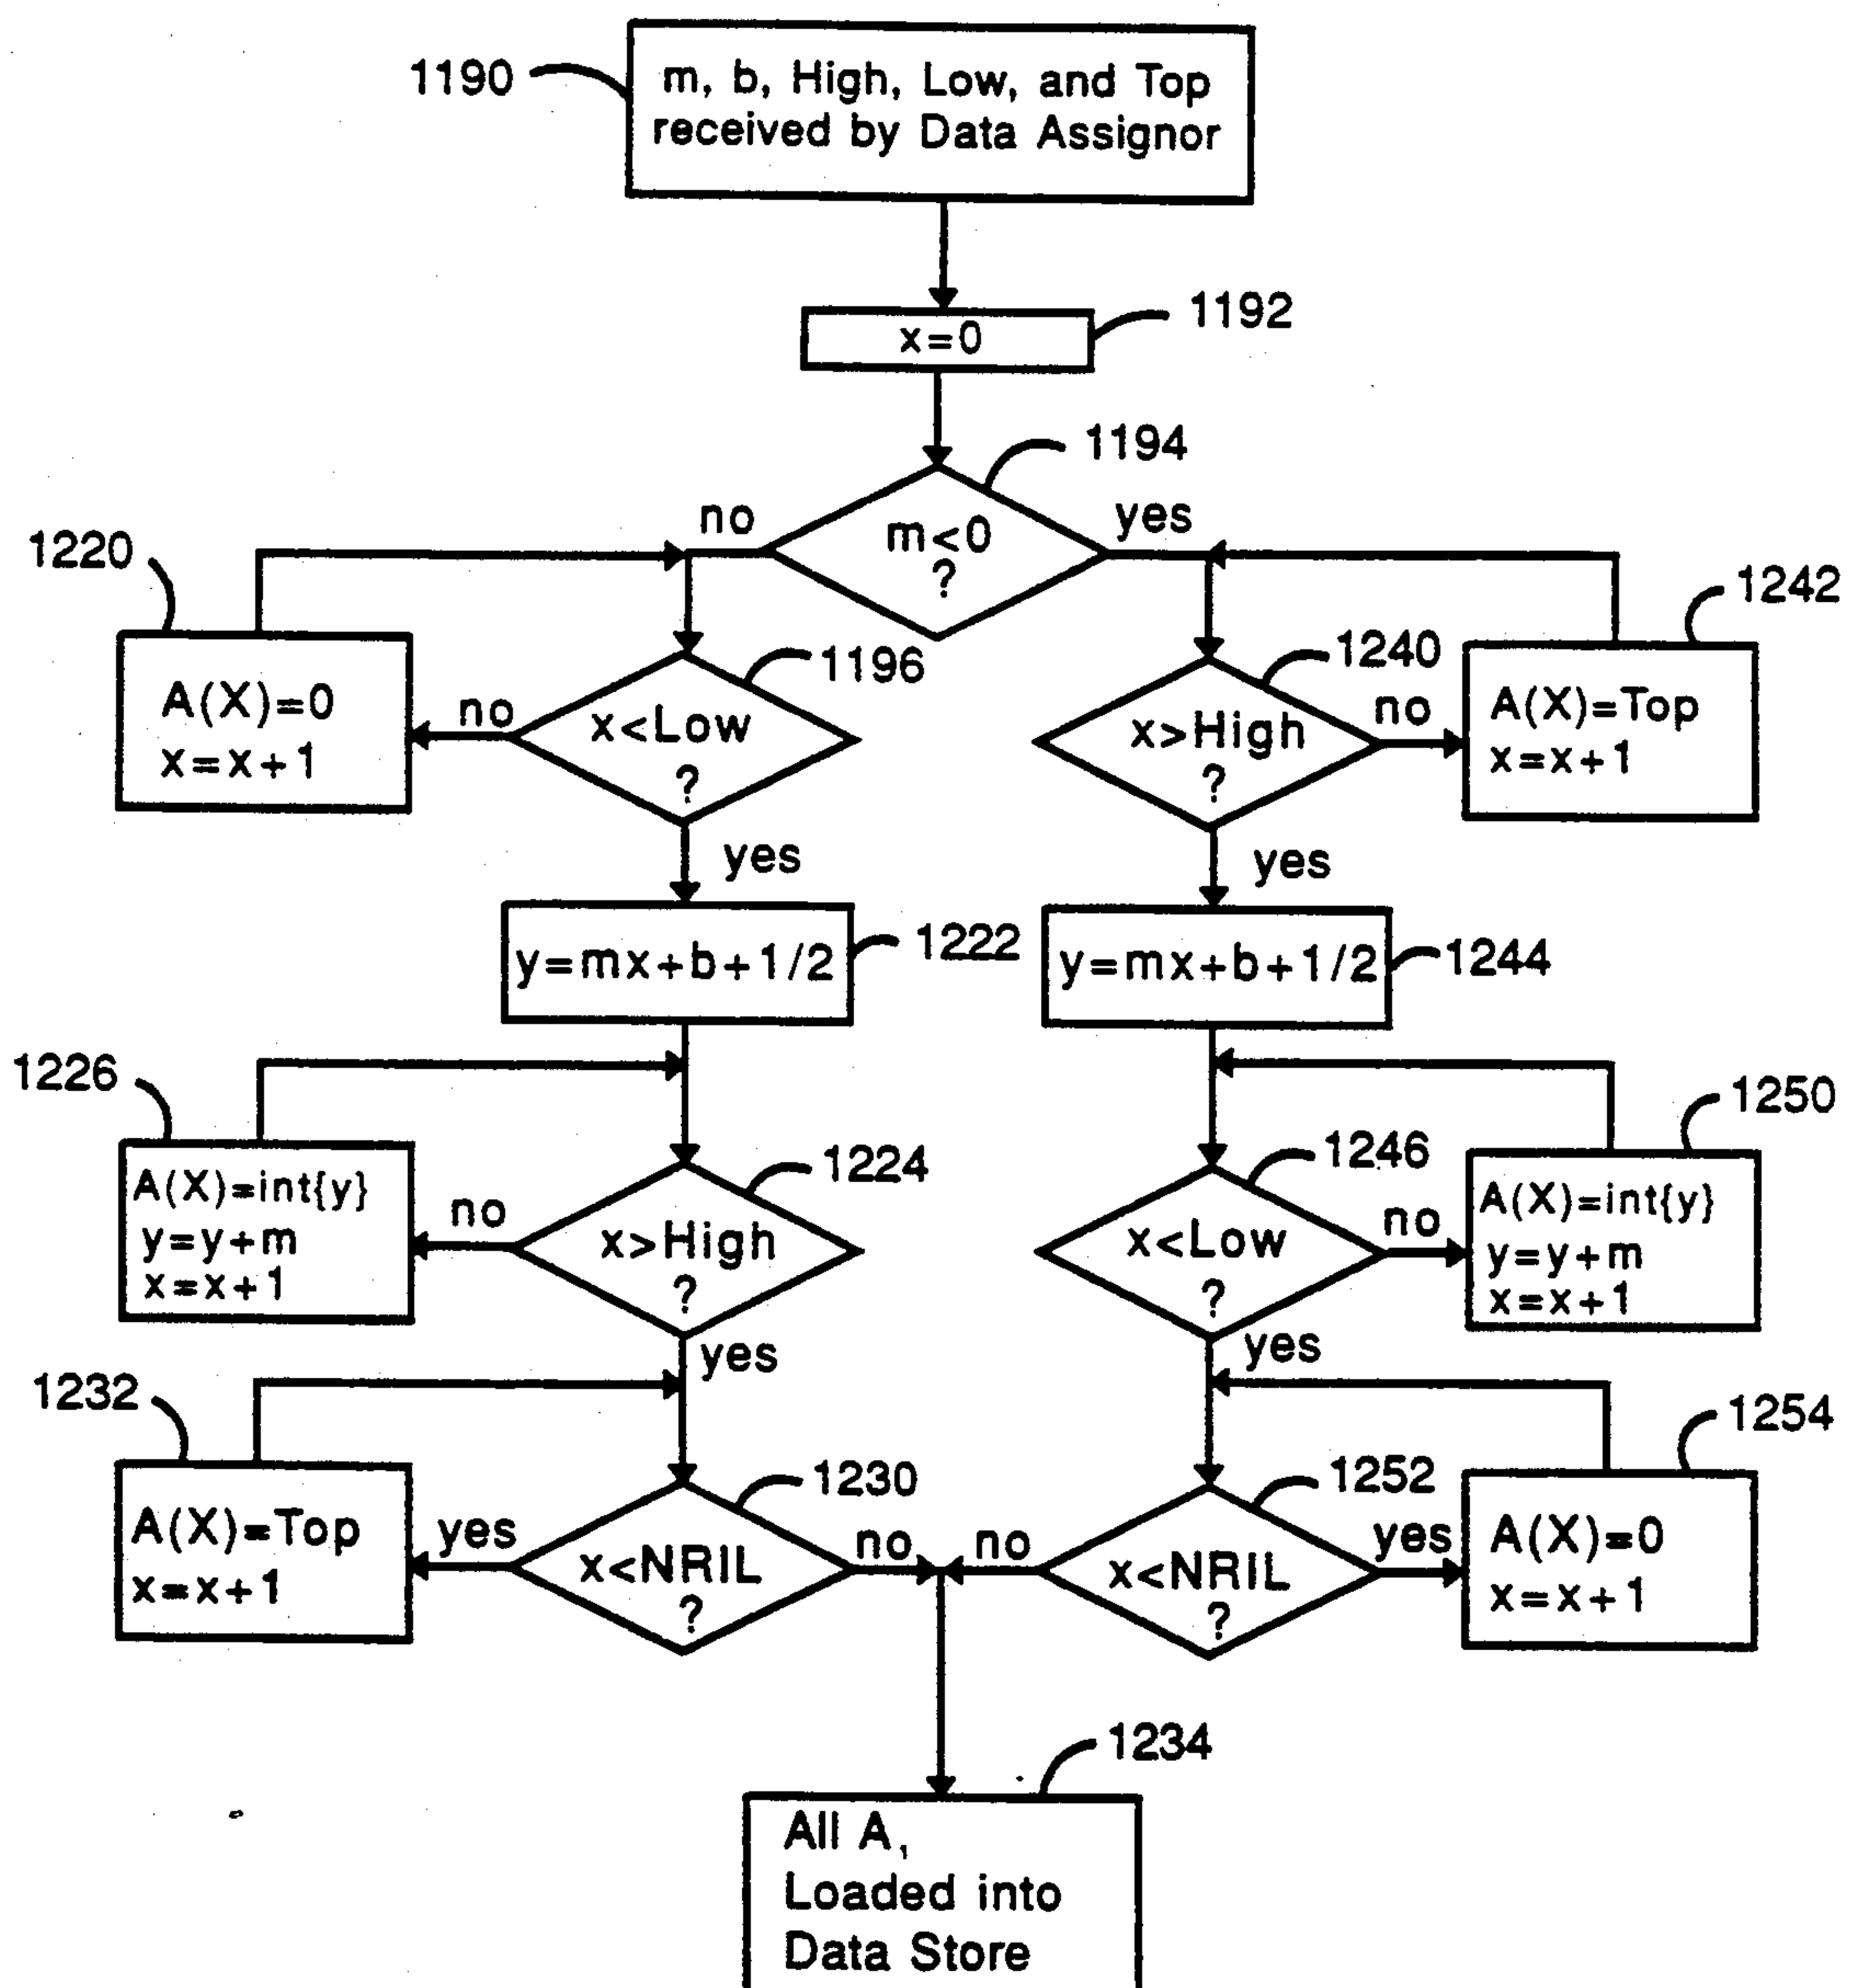 1190
m, b, High, Low, and Top
received by Data Assignor
x=0
1192
1194
m<0
?
no
yes
1220
A(X)=0
x=x+1
no
1196
x<Low
?
yes
1240
x>High
?
no
yes
1242
A(X)=Top
x=x+1
y=mx+b+1/2
1222
y=mx+b+1/2
1244
1226
A(X)=int{y}
y=y+m
x=x+1
no
1224
x>High
?
yes
1246
x<Low
?
no
yes
1250
A(X)=int{y}
y=y+m
x=x+1
1232
A(X)=Top
x=x+1
yes
1230
x<NRIL
?
no
no
1252
x<NRIL
?
yes
1254
A(X)=0
x=x+1
1234
All A,
Loaded into
Data Store